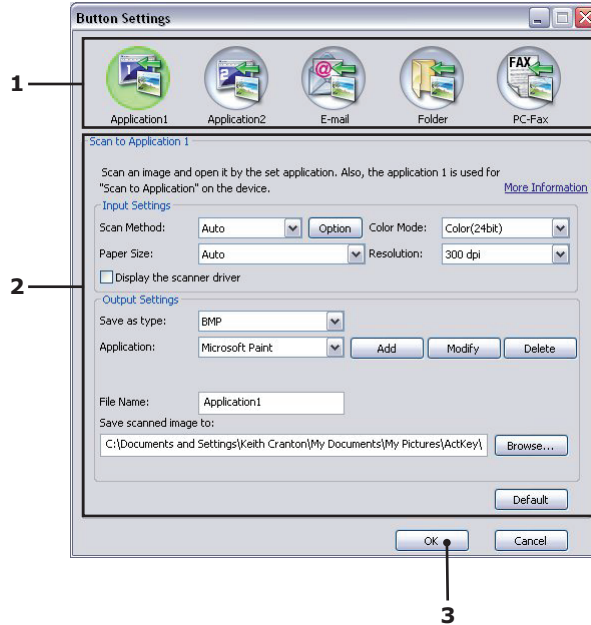 Button Settings
1
FAX
Application1 Application2 E-mail Folder PC-Fax
Scan to Application 1
Scan an image and open it by the set application. Also, the application 1 is used for
"Scan to Application" on the device. More Information
Input Settings
Scan Method: Auto Option Color Mode: Color(24bit)
Paper Size: Auto Resolution: 300 dpi
Display the scanner driver
2
Output Settings
Save as type: BMP
Application: Microsoft Paint Add Modify Delete
File Name: Application1
Save scanned image to:
C:\Documents and Settings\Keith Cranton\My Documents\My Pictures\ActKey\ Browse...
Default
OK Cancel
3